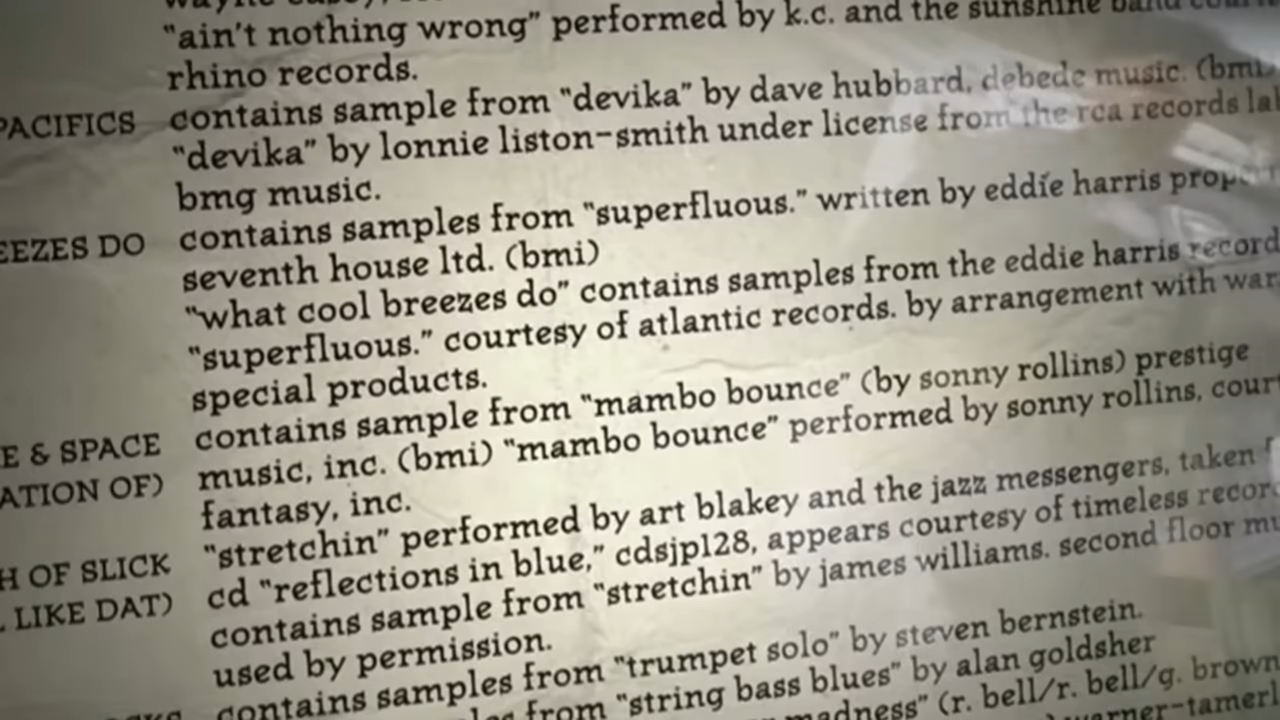 "ain't nothing wrong" performed by k.c. and the sunshine band
rhino records.
PACIFICS contains sample from "devika" by dave hubbard, debede music. (bmi
"devika" by lonnie liston-smith under license from the rca records
bmg music.
EEZES DO contains samples from "superfluous." written by eddie harris
seventh house ltd. (bmi)
"what cool breezes do" contains samples from the eddie harris record
"superfluous." courtesy of atlantic records. by arrangement with
special products.
E & SPACE contains sample from "mambo bounce" (by sonny rollins) prestige
ATION OF) music, inc. (bmi) "mambo bounce" performed by sonny rollins,
fantasy, inc.
"stretchin" performed by art blakey and the jazz messengers, taken
H OF SLICK cd "reflections in blue," cdsjp128, appears courtesy of timeless
LIKE DAT) contains sample from "stretchin" by james williams. second floor
used by permission.
contains samples from "trumpet solo" by steven bernstein.
from "string bass blues" by alan goldsher
madness" (r. bell/r. bell/g. brown